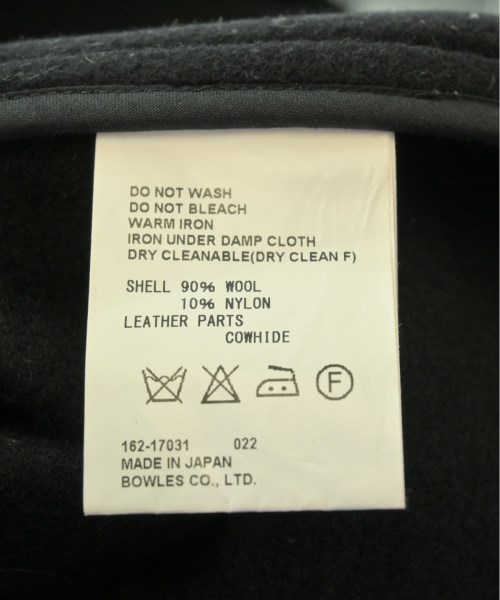 DO NOT WASH
DO NOT BLEACH
WARM IRON
IRON UNDER DAMP CLOTH
DRY CLEANABLE(DRY CLEAN F)
SHELL 90% WOOL
10% NYLON
LEATHER PARTS
COWHIDE
F
162-17031 022
MADE IN JAPAN
BOWLES CO., LTD.